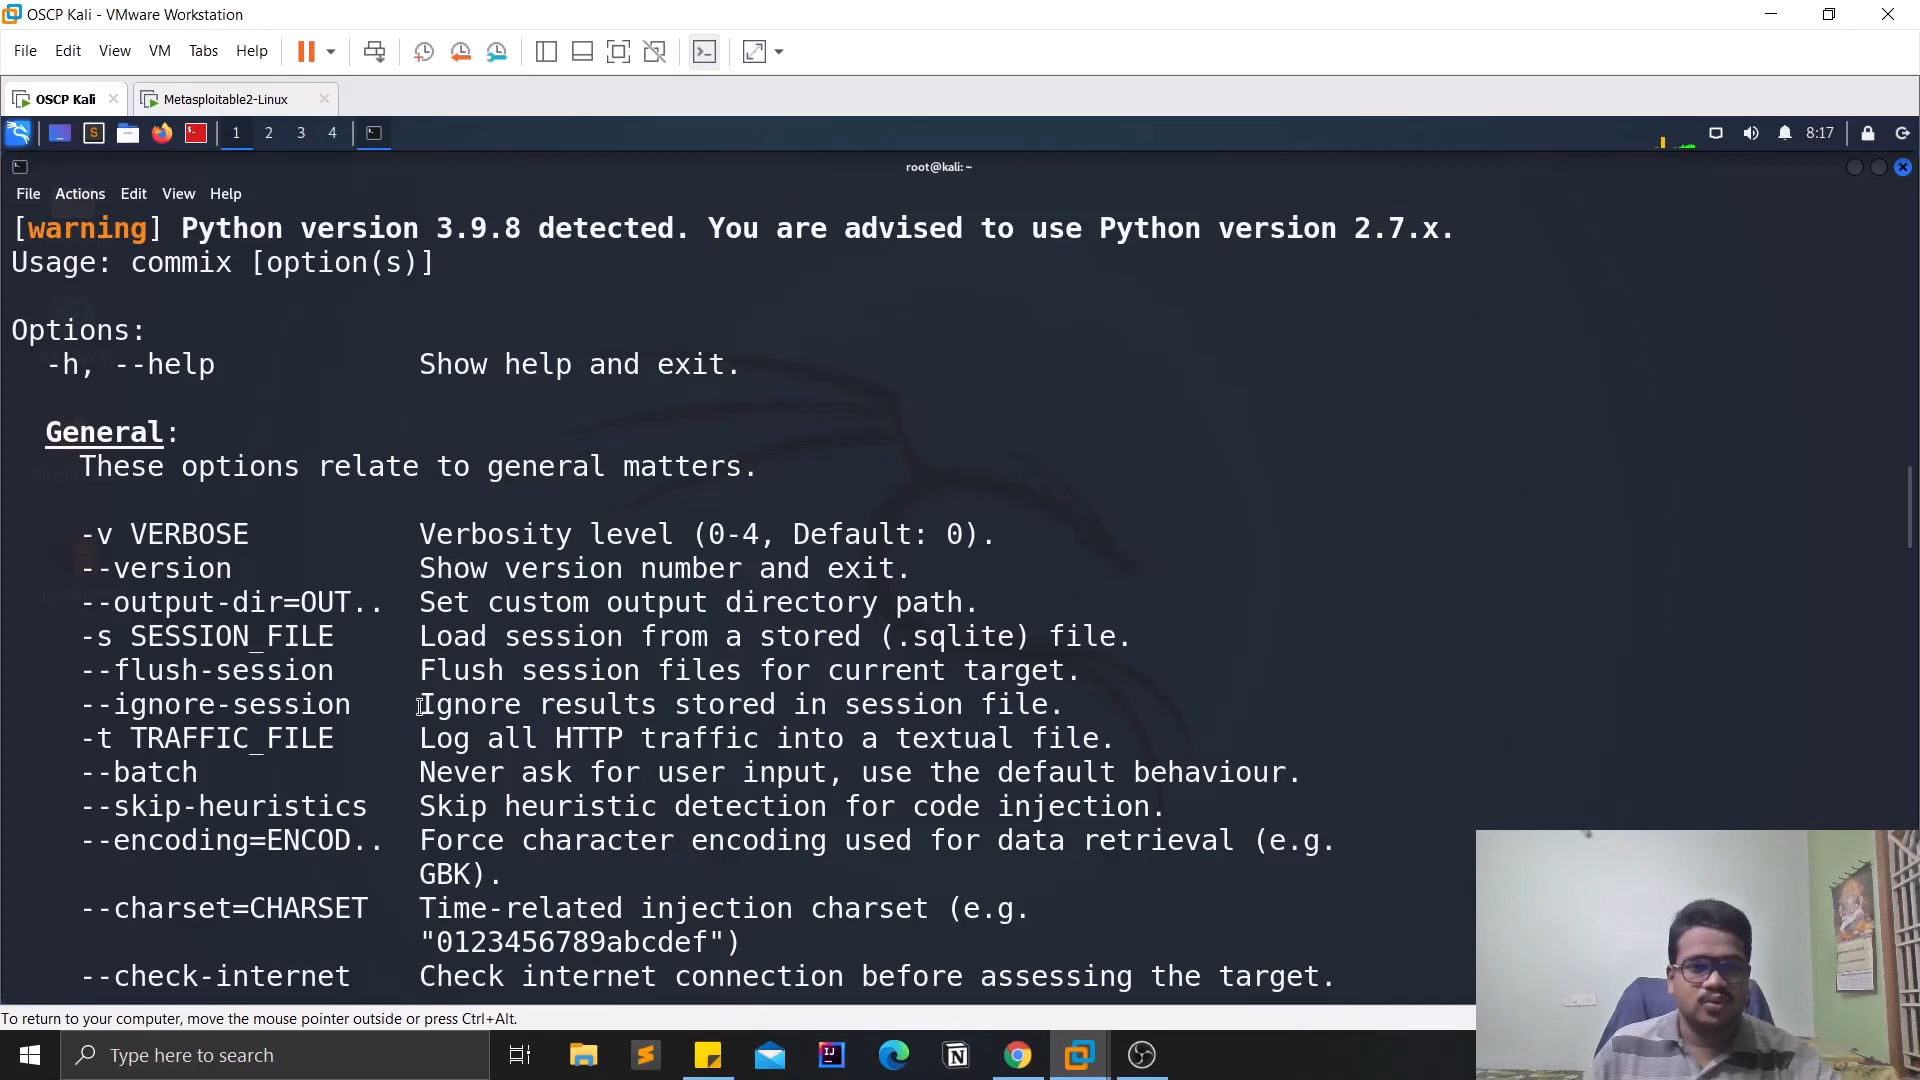 OSCP Kali - VMware Workstation
File Edit View VM Tabs Help
OSCP Kali Metasploitable2-Linux
1 2 3 4 8:17
root@kali: ~
File Actions Edit View Help
[warning] Python version 3.9.8 detected. You are advised to use Python version 2.7.x.
Usage: commix [option(s)]
Options:
-h, --help Show help and exit.
General:
These options relate to general matters.
-v VERBOSE Verbosity level (0-4, Default: 0).
--version Show version number and exit.
--output-dir=OUT.. Set custom output directory path.
-s SESSION_FILE Load session from a stored (.sqlite) file.
--flush-session Flush session files for current target.
--ignore-session Ignore results stored in session file.
-t TRAFFIC_FILE Log all HTTP traffic into a textual file.
--batch Never ask for user input, use the default behaviour.
--skip-heuristics Skip heuristic detection for code injection.
--encoding=ENCOD.. Force character encoding used for data retrieval (e.g.
GBK).
--charset=CHARSET Time-related injection charset (e.g.
"0123456789abcdef")
--check-internet Check internet connection before assessing the target.
To return to your computer, move the mouse pointer outside or press Ctrl+Alt.
Type here to search